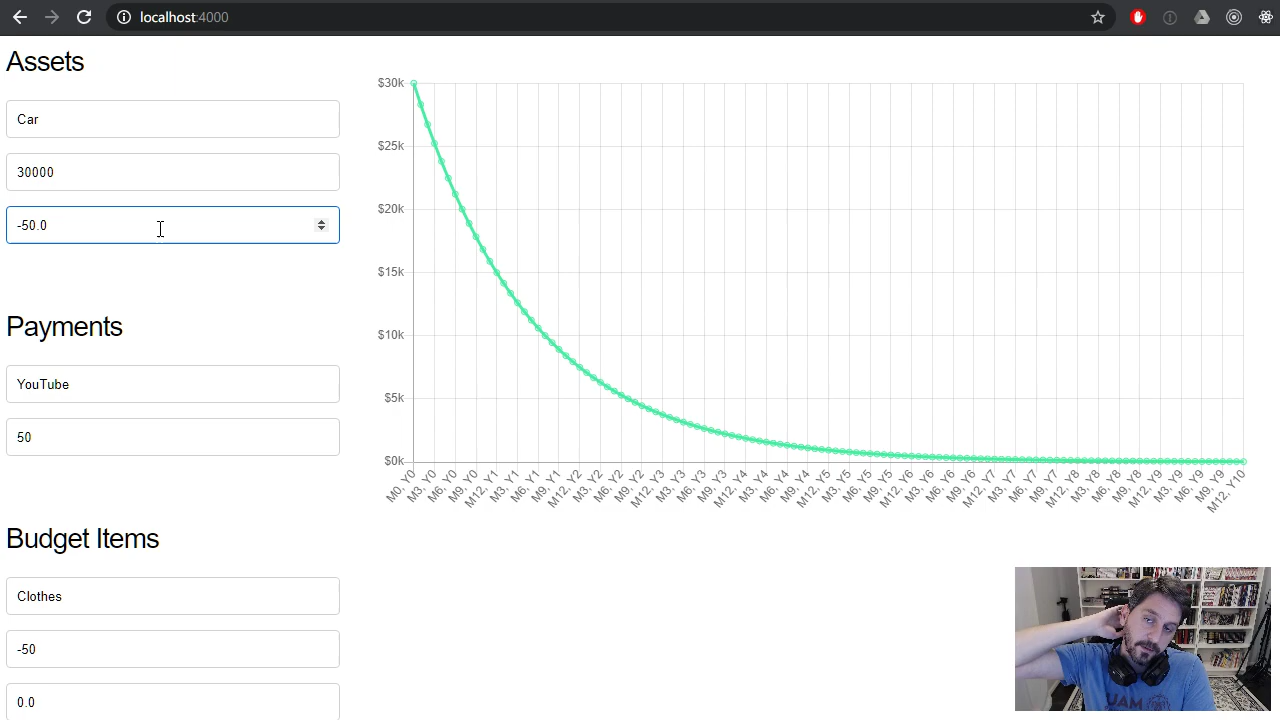 localhost:4000
Assets
Car
30000
-50.0
Payments
YouTube
50
Budget Items
Clothes
-50
0.0
$30k
$25k
$20k
$15k
$10k
$5k
$0k
M0, Y0
M3, Y0
M6, Y0
M9, Y0
M12, Y1
M3, Y1
M6, Y1
M9, Y1
M12, Y2
M3, Y2
M6, Y2
M9, Y2
M12, Y3
M3, Y3
M6, Y3
M9, Y3
M12, Y4
M3, Y4
M6, Y4
M9, Y4
M12, Y5
M3, Y5
M6, Y5
M9, Y5
M12, Y6
M3, Y6
M6, Y6
M9, Y6
M12, Y7
M3, Y7
M6, Y7
M9, Y7
M12, Y8
M3, Y8
M6, Y8
M9, Y8
M12, Y9
M3, Y9
M6, Y9
M9, Y9
M12, Y10